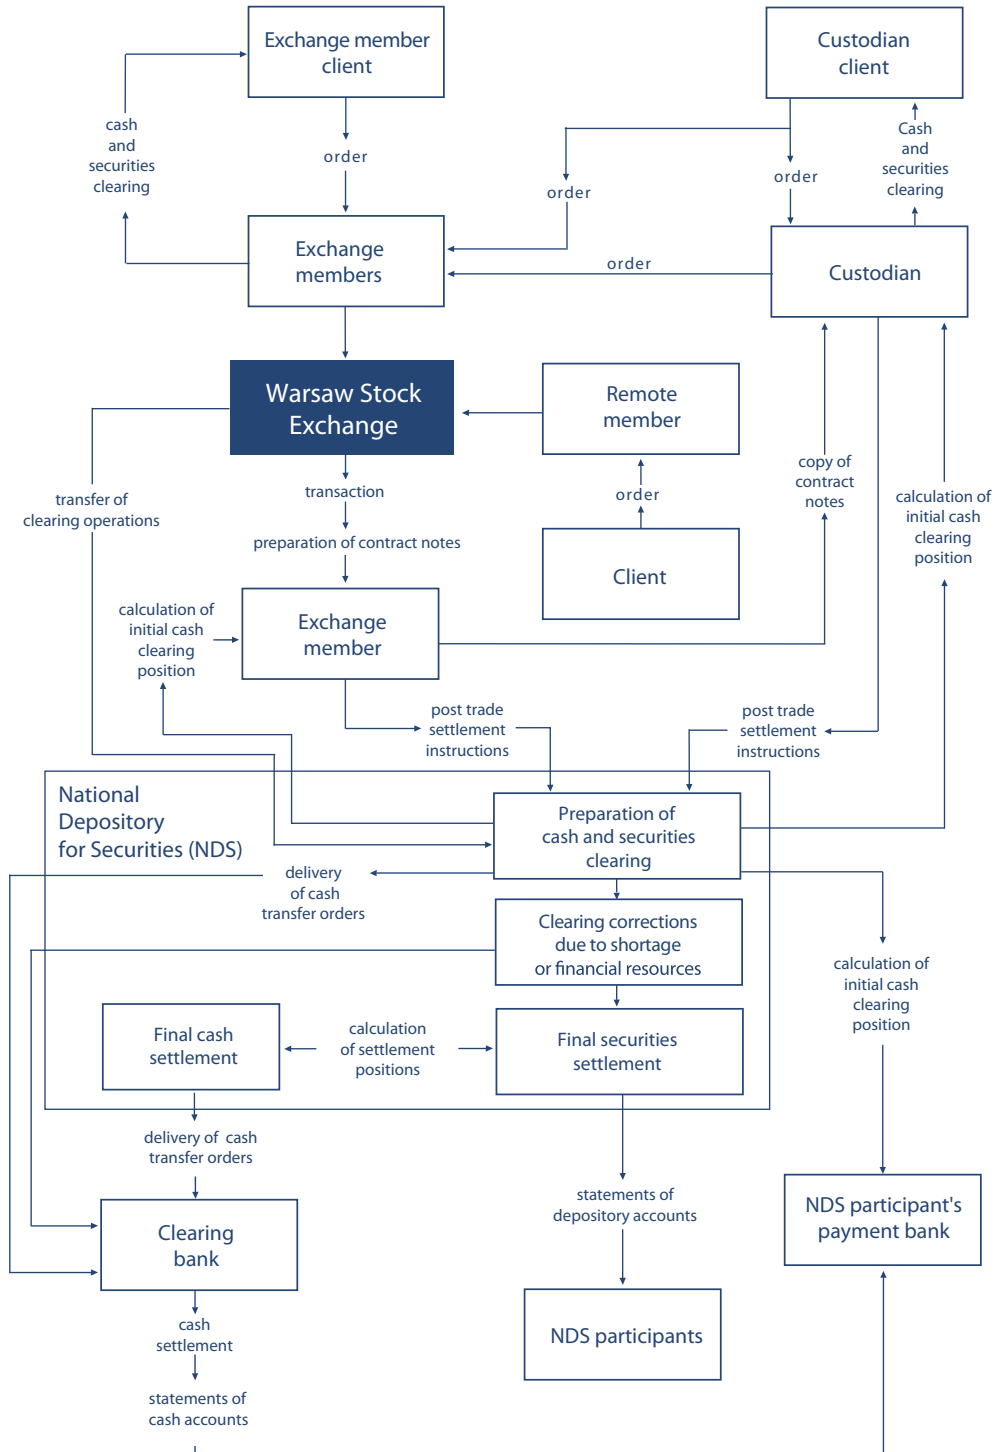 Exchange member
client
Custodian
client
cash
and
securities
clearing
order
order
order
Cash
and
securities
clearing
Exchange
members
order
Custodian
Warsaw Stock
Exchange
Remote
member
transfer of
clearing operations
transaction
order
copy of
contract
notes
calculation of
initial cash
clearing
position
preparation of contract notes
Client
calculation of
initial cash
clearing
position
Exchange
member
post trade
settlement
instructions
post trade
settlement
instructions
National
Depository
for Securities (NDS)
Preparation of
cash and securities
clearing
delivery
of cash
transfer orders
Clearing corrections
due to shortage
or financial resources
calculation of
initial cash
clearing
position
Final cash
settlement
calculation
of settlement
positions
Final securities
settlement
delivery of cash
transfer orders
statements of
depository accounts
NDS participant's
payment bank
Clearing
bank
cash
settlement
NDS participants
statements of
cash accounts